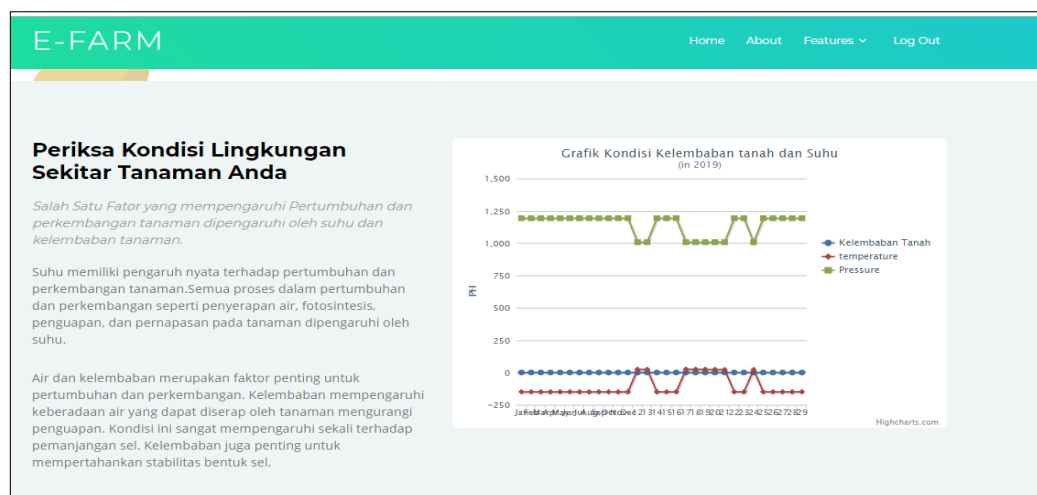 E-FARM
Home About Features Log Out
Periksa Kondisi Lingkungan
Sekitar Tanaman Anda
Salah Satu Fator yang mempengaruhi Pertumbuhan dan
perkembangan tanaman dipengaruhi oleh suhu dan
kelembaban tanaman.
Suhu memiliki pengaruh nyata terhadap pertumbuhan dan
perkembangan tanaman.Semua proses dalam pertumbuhan
dan perkembangan seperti penyerapan air, fotosintesis,
penguapan, dan pernapasan pada tanaman dipengaruhi oleh
suhu.
Air dan kelembaban merupakan faktor penting untuk
pertumbuhan dan perkembangan. Kelembaban mempengaruhi
keberadaan air yang dapat diserap oleh tanaman mengurangi
penguapan. Kondisi ini sangat mempengaruhi sekali terhadap
pemanjangan sel. Kelembaban juga penting untuk
mempertahankan stabilitas bentuk sel.
Grafik Kondisi Kelembaban tanah dan Suhu
(in 2019)
1,500
1,250
1,000
750
500
250
0
-250
PH
Kelembaban Tanah
temperature
Pressure
Highcharts.com